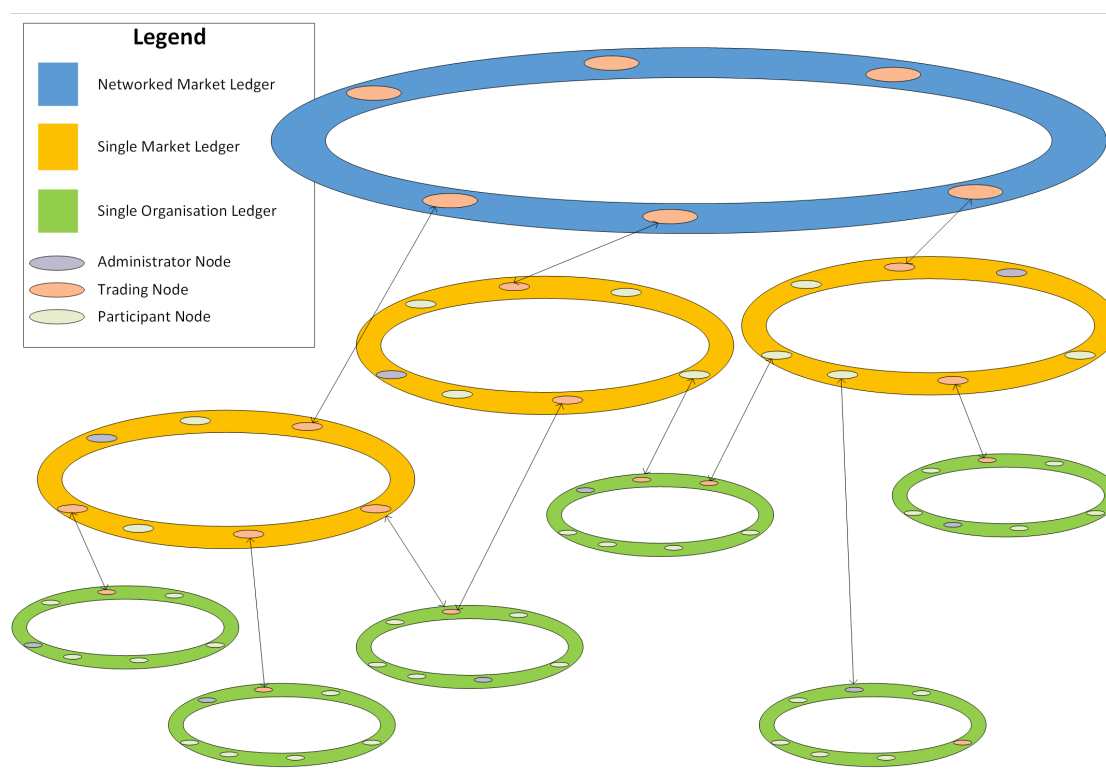 Legend
Networked Market Ledger
Single Market Ledger
Single Organisation Ledger
Administrator Node
Trading Node
Participant Node